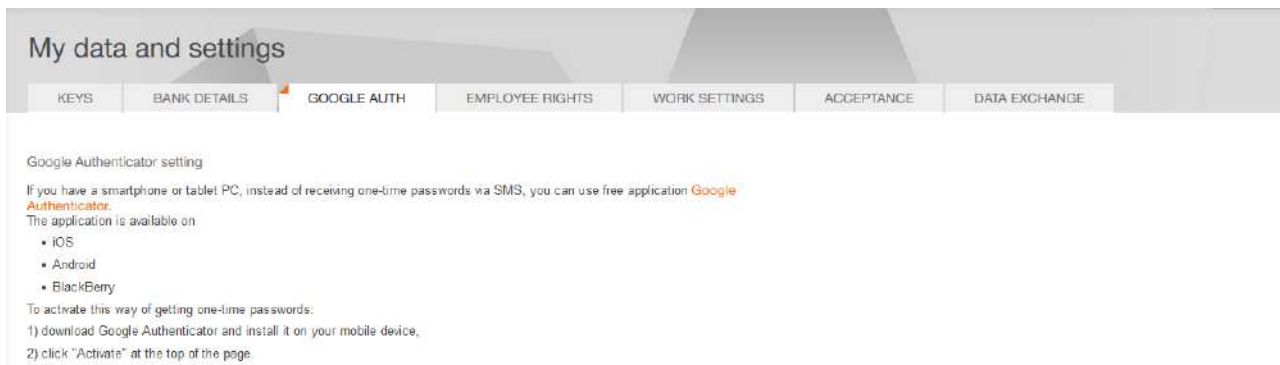 My data and settings
KEYS BANK DETAILS GOOGLE AUTH EMPLOYEE RIGHTS WORK SETTINGS ACCEPTANCE DATA EXCHANGE
Google Authenticator setting
If you have a smartphone or tablet PC, instead of receiving one-time passwords via SMS, you can use free application Google
Authenticator.
The application is available on
• iOS
• Android
• BlackBerry
To activate this way of getting one-time passwords:
1) download Google Authenticator and install it on your mobile device,
2) click "Activate" at the top of the page